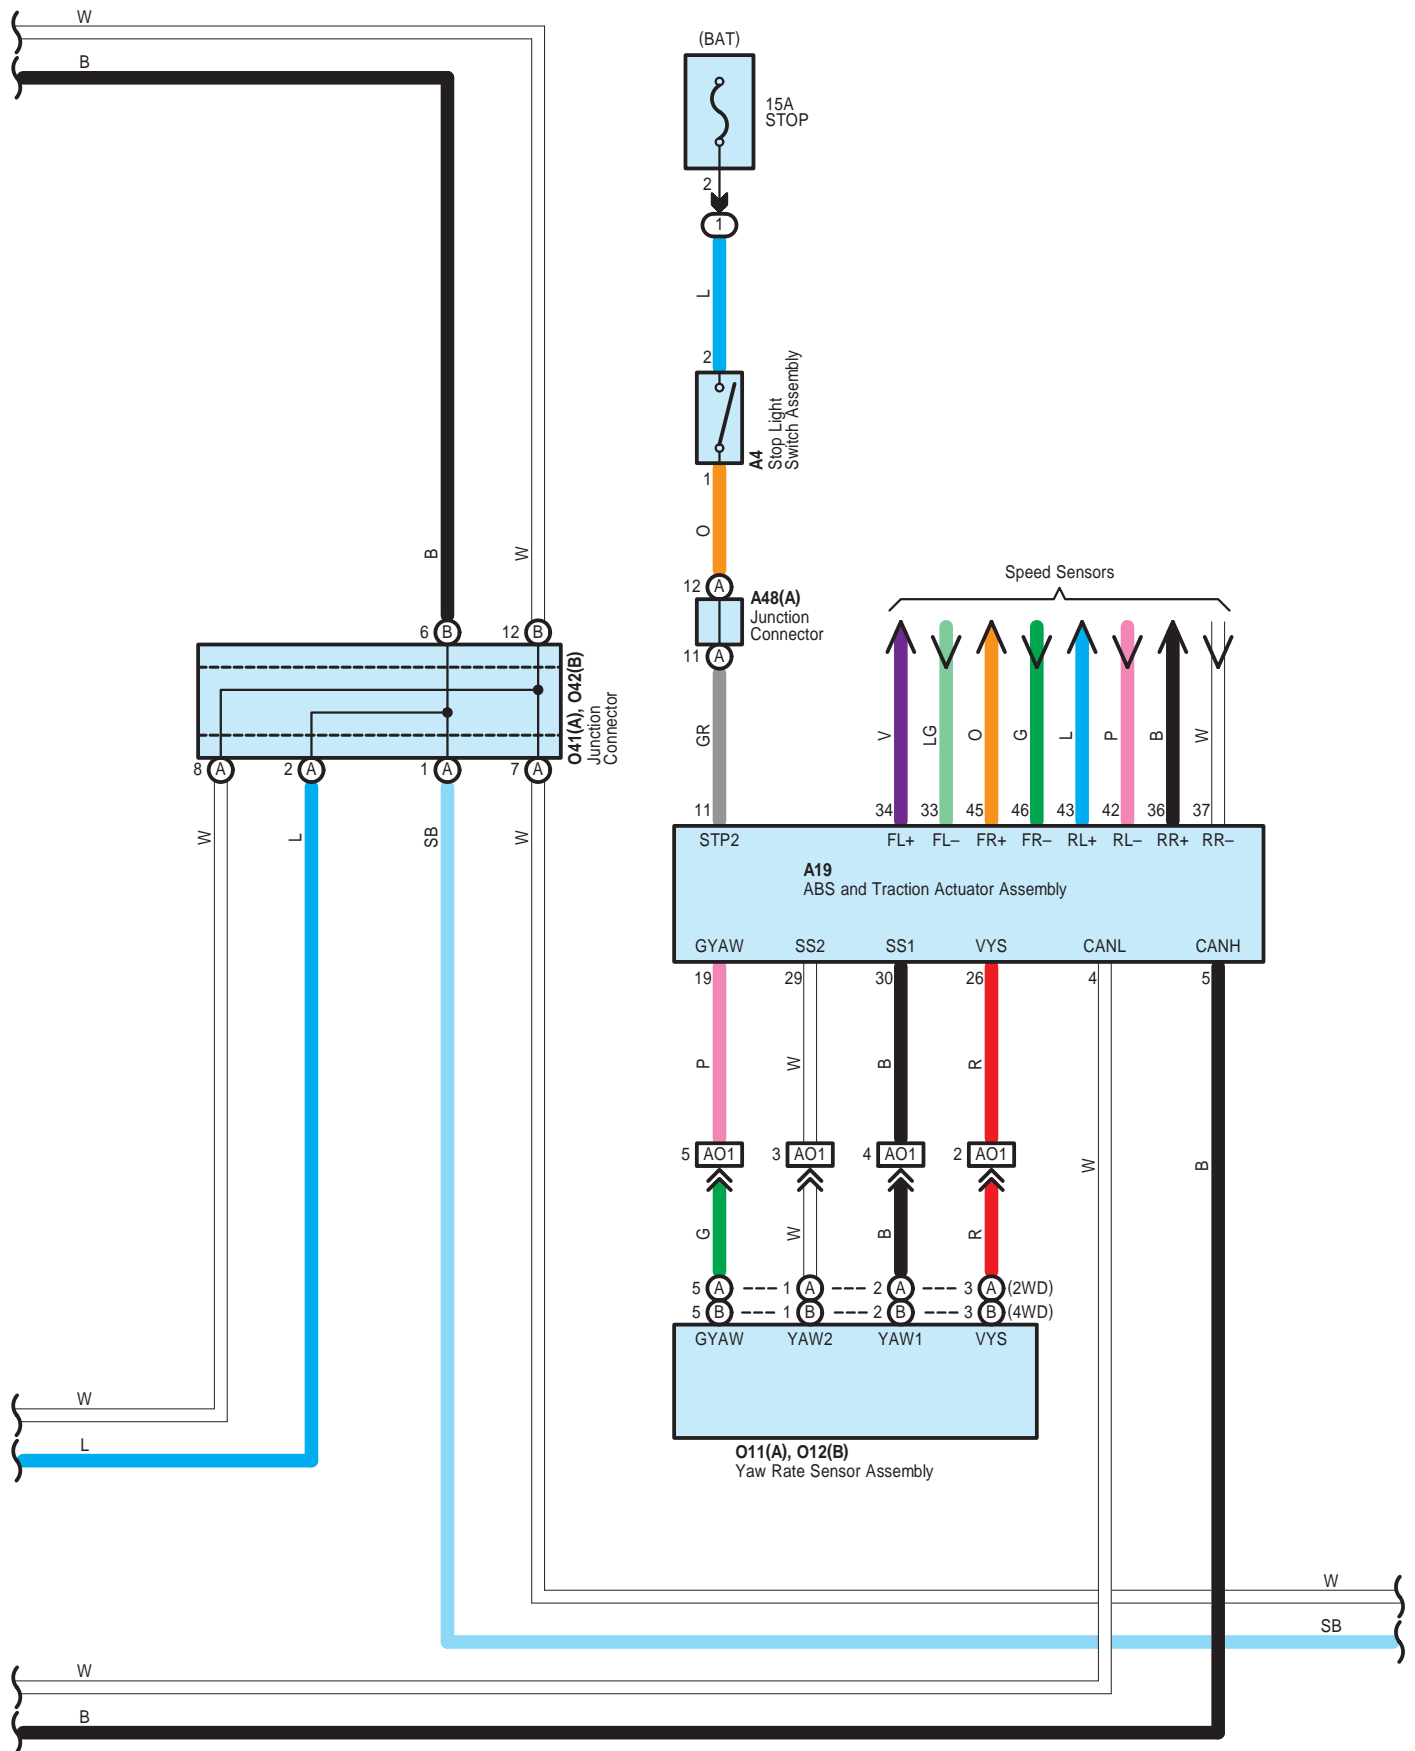 W
B
(BAT)
15A
STOP
2
1
L
2
A4
Stop Light
Switch Assembly
1
O
B
W
12 A
A48(A)
Junction
Connector
11 A
Speed Sensors
6 B
12 B
O41(A), O42(B)
Junction
Connector
8 A
2 A
1 A
7 A
GR
V
LG
O
G
L
P
B
W
11
34
33
45
46
43
42
36
37
W
L
SB
W
STP2
FL+
FL–
FR+
FR–
RL+
RL–
RR+
RR–
A19
ABS and Traction Actuator Assembly
GYAW
SS2
SS1
VYS
CANL
CANH
19
29
30
26
4
5
P
W
B
R
5 AO1
3 AO1
4 AO1
2 AO1
W
B
G
W
B
R
5 A
1 A
2 A
3 A (2WD)
5 B
1 B
2 B
3 B (4WD)
GYAW
YAW2
YAW1
VYS
W
L
O11(A), O12(B)
Yaw Rate Sensor Assembly
W
SB
W
B